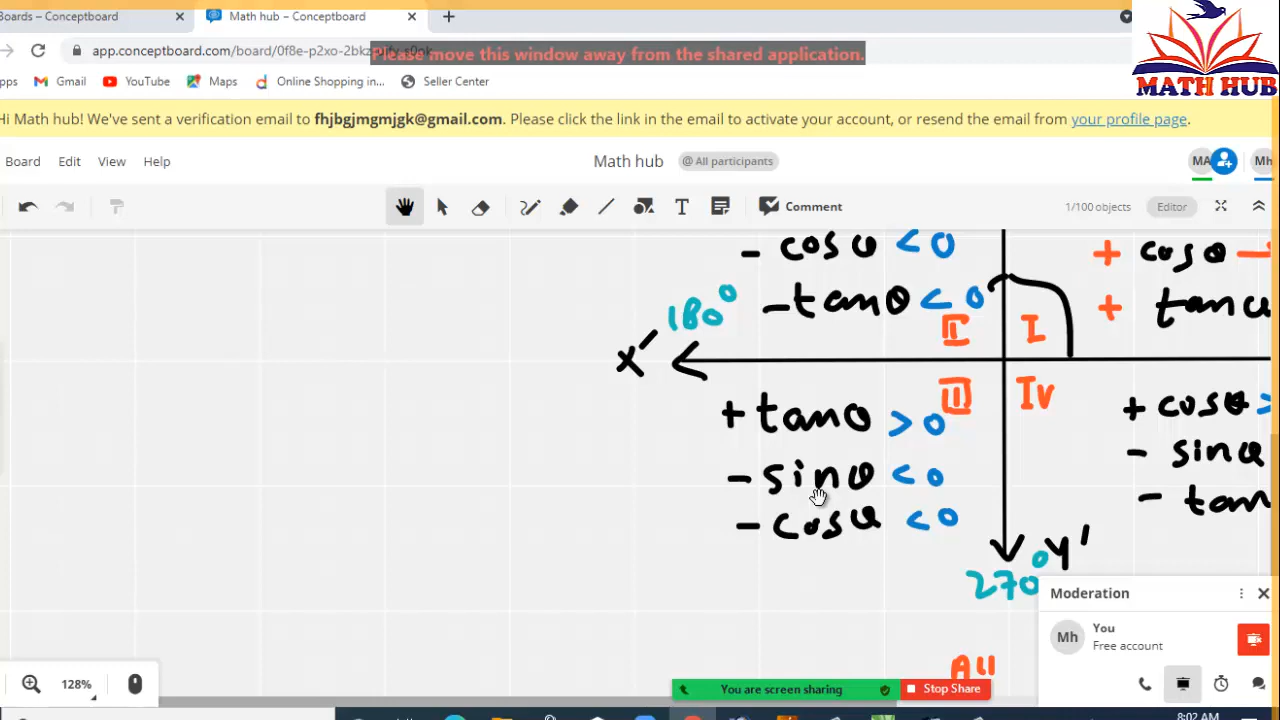 Boards – Conceptboard
Math hub – Conceptboard
app.conceptboard.com/board/0f8e-p2xo-2bkz
Please move this window away from the shared application.
MATH HUB
Gmail
YouTube
Maps
Online Shopping in...
Seller Center
Hi Math hub! We've sent a verification email to fhjbgjmgmjgk@gmail.com. Please click the link in the email to activate your account, or resend the email from your profile page.
Board Edit View Help
Math hub
@ All participants
MA
Mh
T
Comment
1/100 objects
Editor
- cosθ < 0
+ cosθ
- tanθ < 0
+ tanθ
180°
II
I
X'
III
IV
+ tanθ > 0
- sinθ < 0
- cosθ < 0
+ cosθ >
- sinθ
- tan
Y'
270°
Moderation
Mh
You
Free account
All
128%
You are screen sharing
Stop Share
8:02 AM